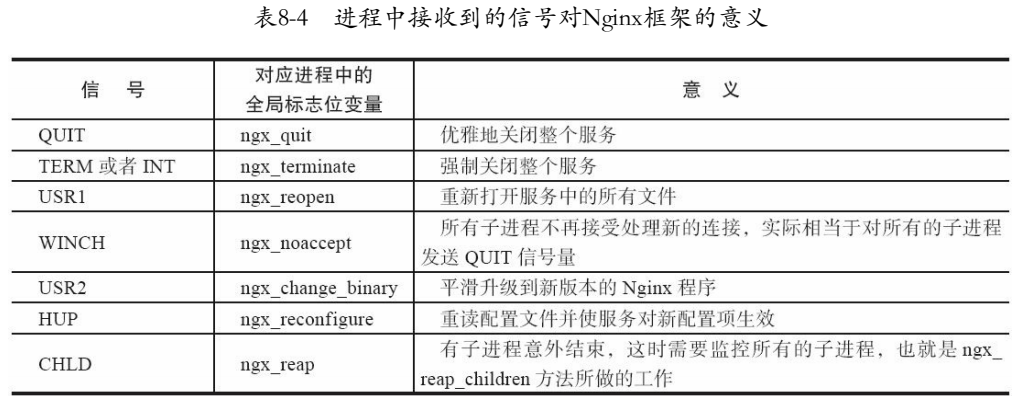 表8-4 进程中接收到的信号对Nginx框架的意义
信 号
对应进程中的
全局标志位变量
意 义
QUIT ngx_quit 优雅地关闭整个服务
TERM 或者 INT ngx_terminate 强制关闭整个服务
USR1 ngx_reopen 重新打开服务中的所有文件
WINCH ngx_noaccept 所有子进程不再接受处理新的连接，实际相当于对所有的子进程
发送 QUIT 信号量
USR2 ngx_change_binary 平滑升级到新版本的 Nginx 程序
HUP ngx_reconfigure 重读配置文件并使服务对新配置项生效
CHLD ngx_reap 有子进程意外结束，这时需要监控所有的子进程，也就是 ngx_
reap_children 方法所做的工作